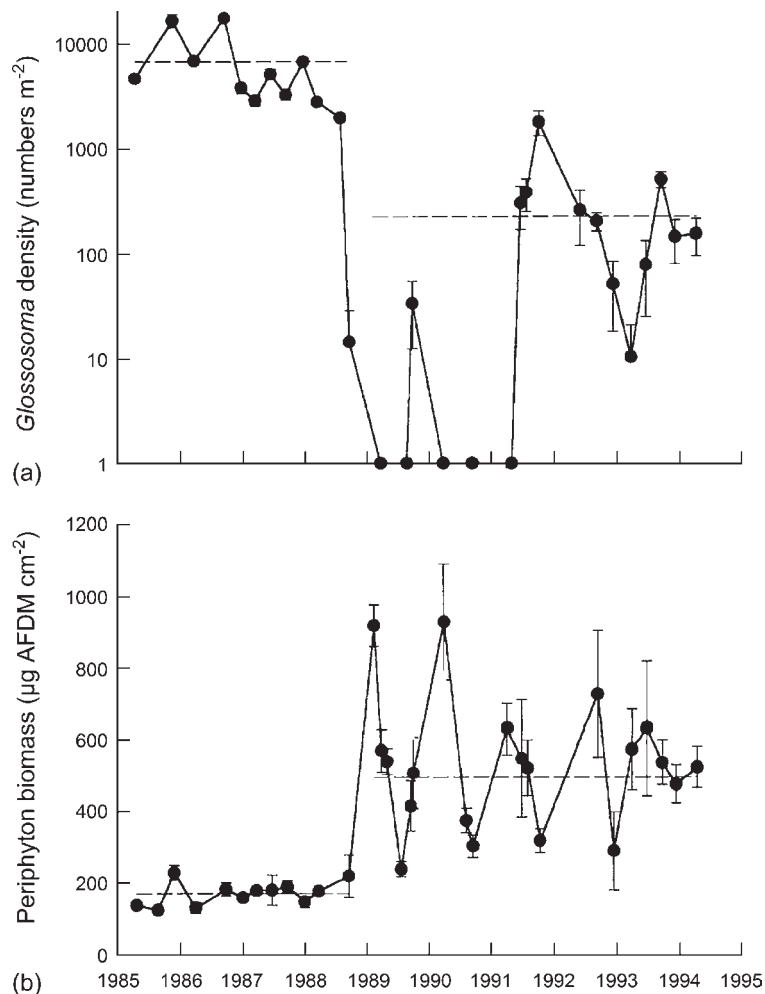 10000
1000
100
10
1
Glossosoma density (numbers m⁻²)
(a)
1200
1000
800
600
400
200
0
Periphyton biomass (µg AFDM cm⁻²)
(b)
1985 1986 1987 1988 1989 1990 1991 1992 1993 1994 1995